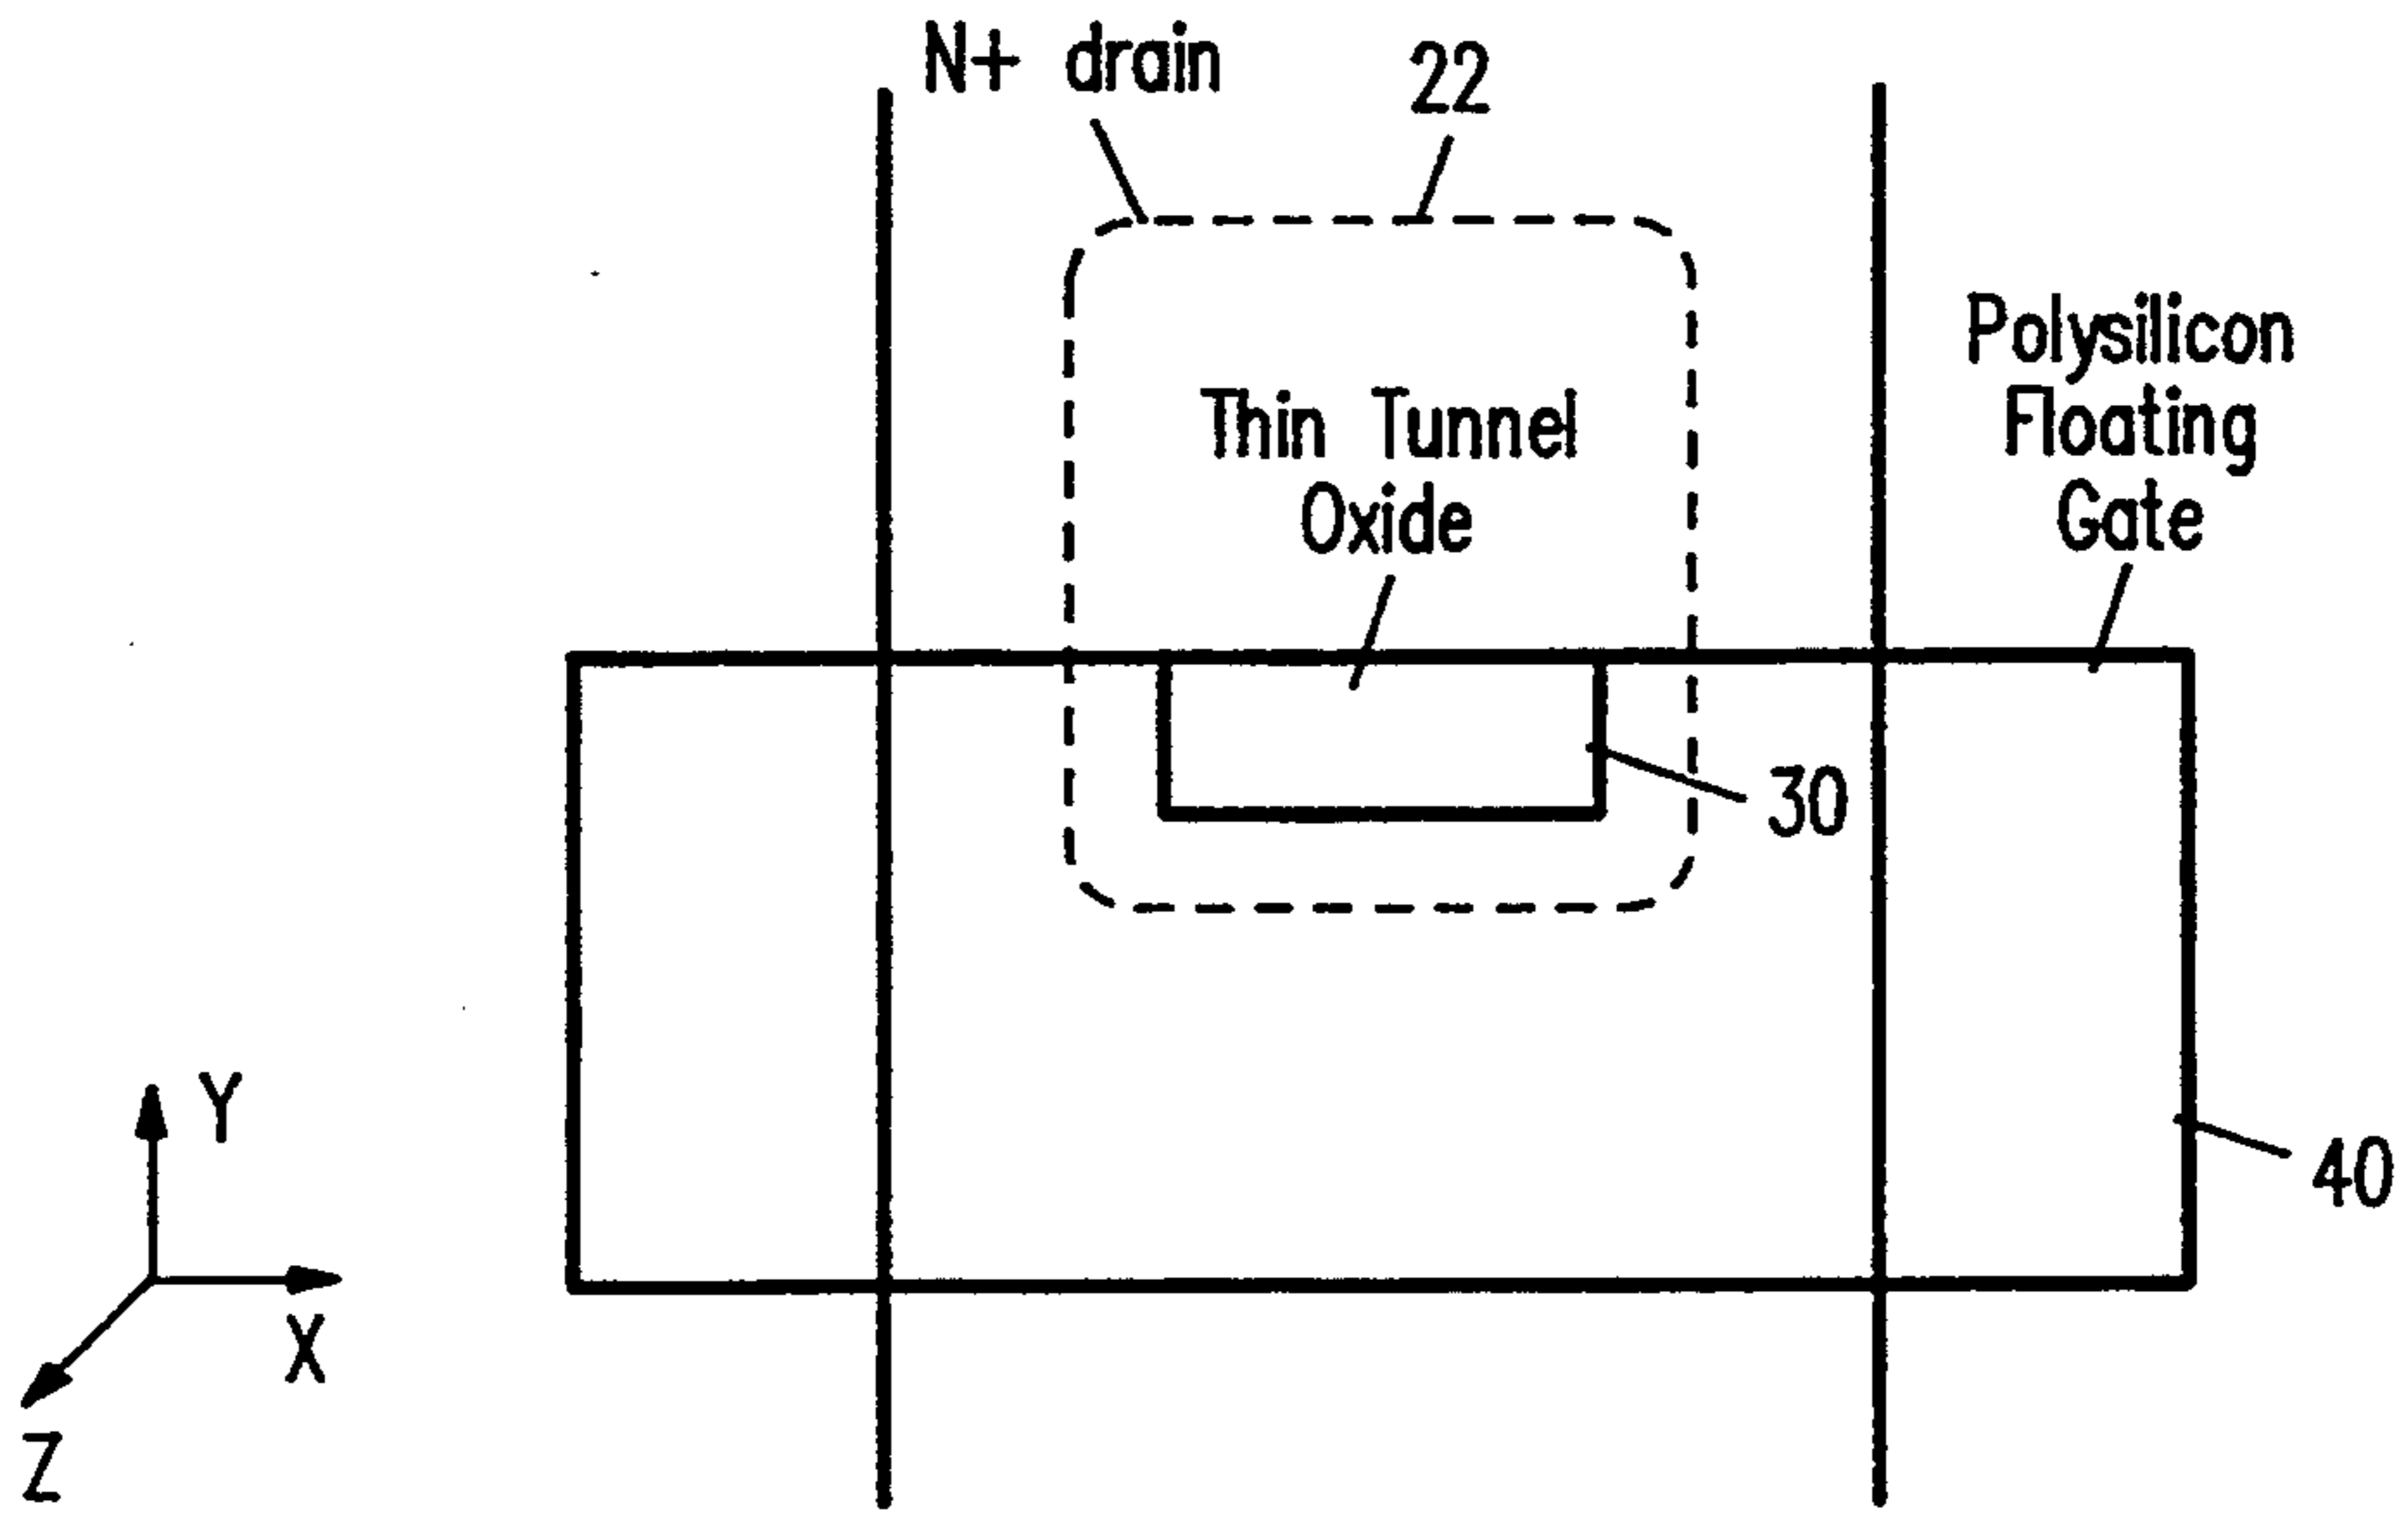 N+ drain
22
Polysilicon
Floating
Gate
Thin Tunnel
Oxide
30
40
Y
X
Z